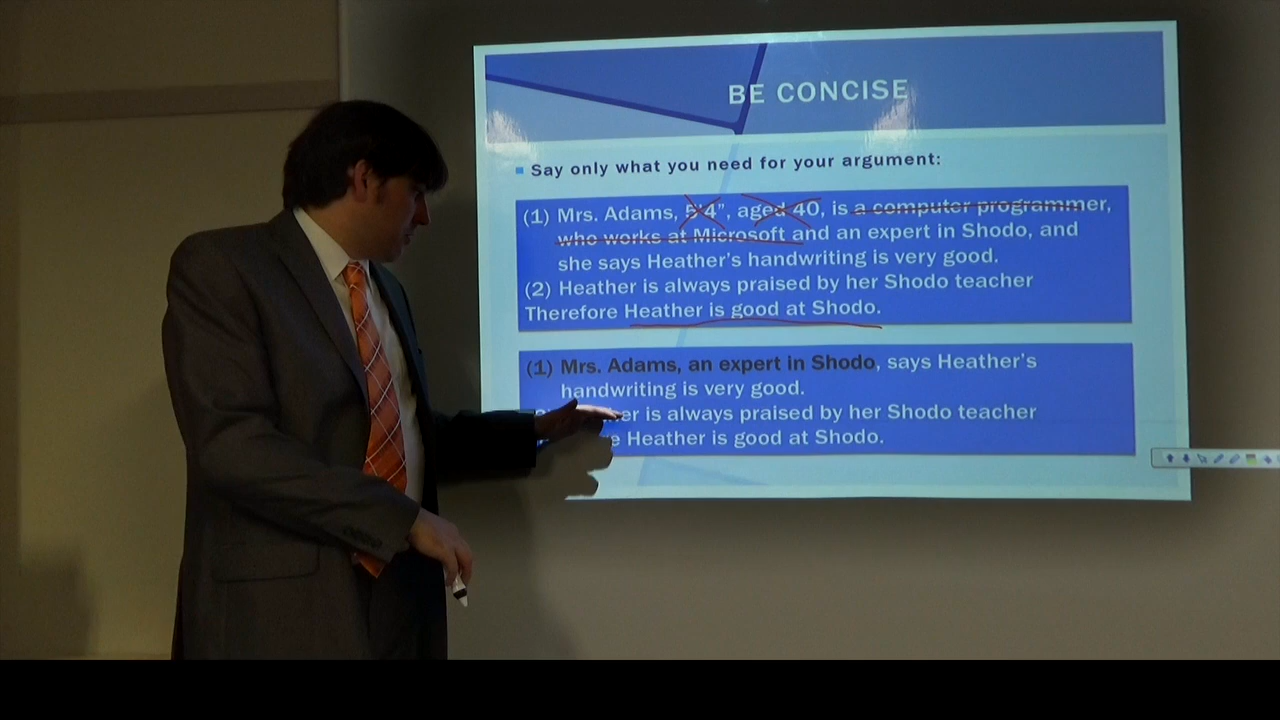 BE CONCISE
Say only what you need for your argument:
(1) Mrs. Adams, 5'4", aged 40, is a computer programmer,
who works at Microsoft and an expert in Shodo, and
she says Heather's handwriting is very good.
(2) Heather is always praised by her Shodo teacher
Therefore Heather is good at Shodo.
(1) Mrs. Adams, an expert in Shodo, says Heather's
handwriting is very good.
is always praised by her Shodo teacher
Heather is good at Shodo.